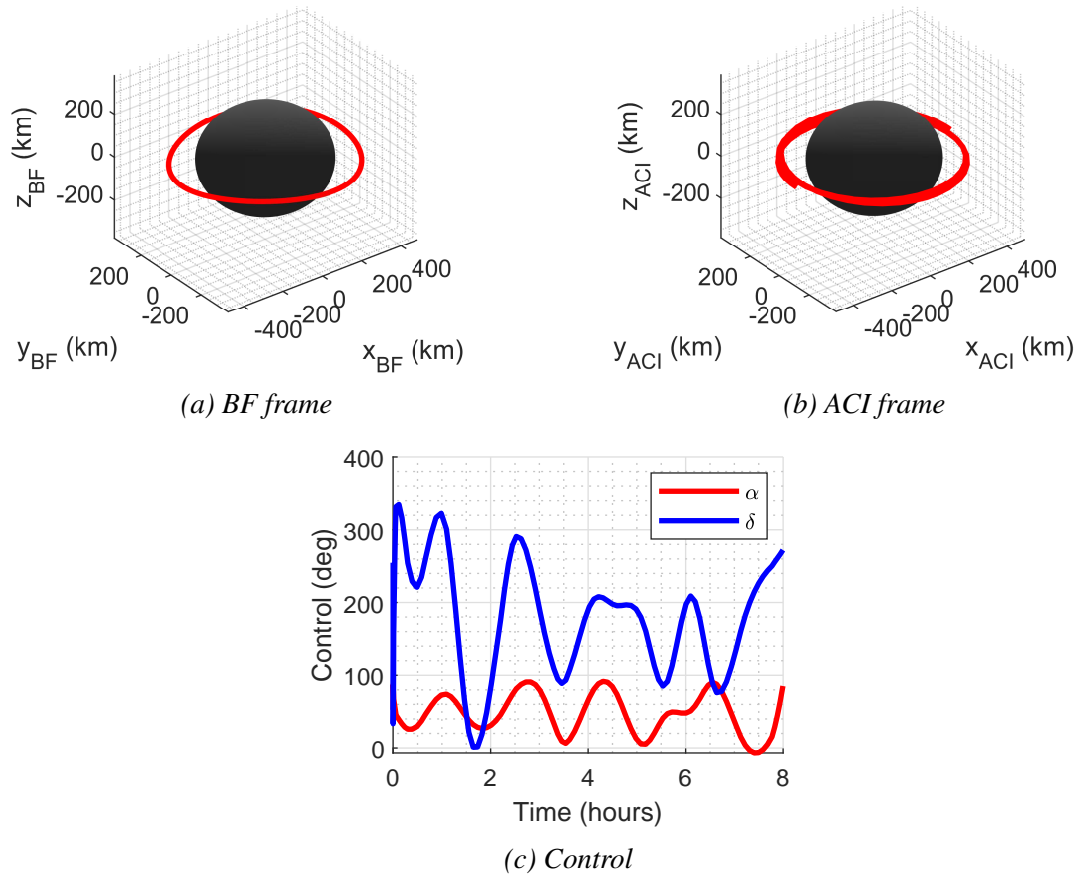 z_BF (km)
200
0
-200
200
0
-200
y_BF (km)
-400
-200
0
200
400
x_BF (km)
(a) BF frame
z_ACI (km)
200
0
-200
200
0
-200
y_ACI (km)
-400
-200
0
200
400
x_ACI (km)
(b) ACI frame
Control (deg)
400
300
200
100
0
α
δ
0 2 4 6 8
Time (hours)
(c) Control